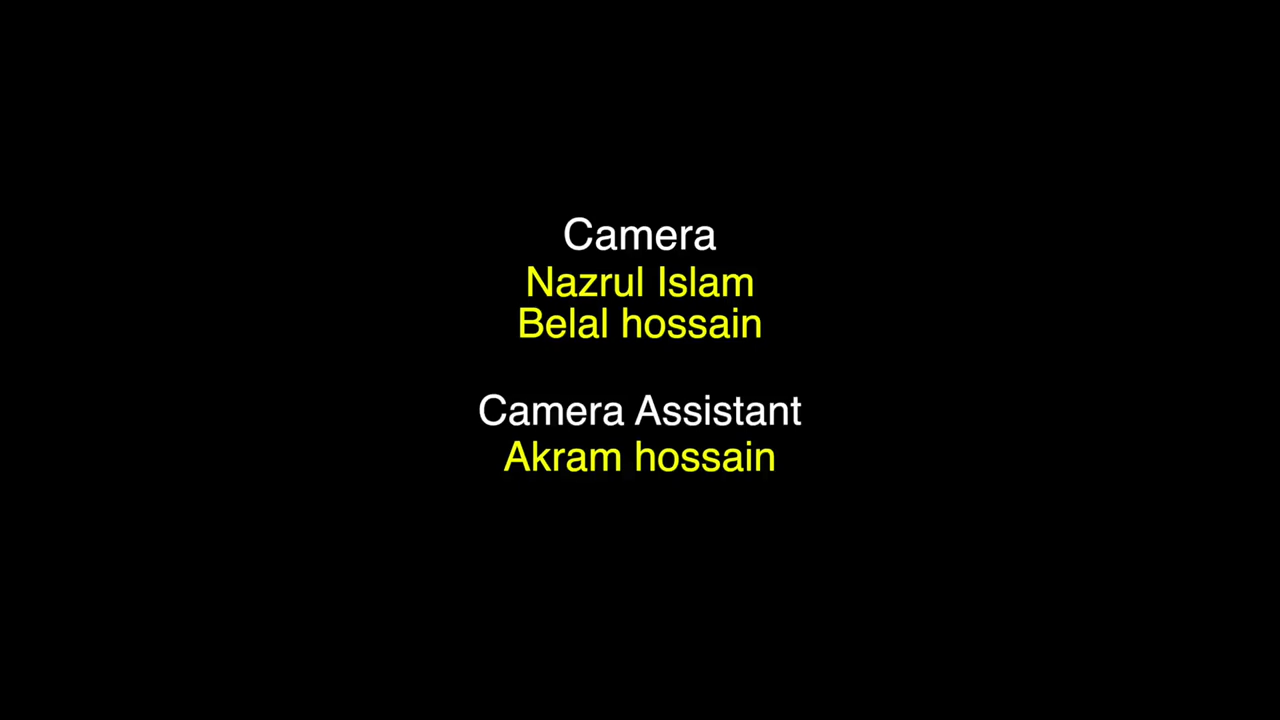 Camera
Nazrul Islam
Belal hossain
Camera Assistant
Akram hossain